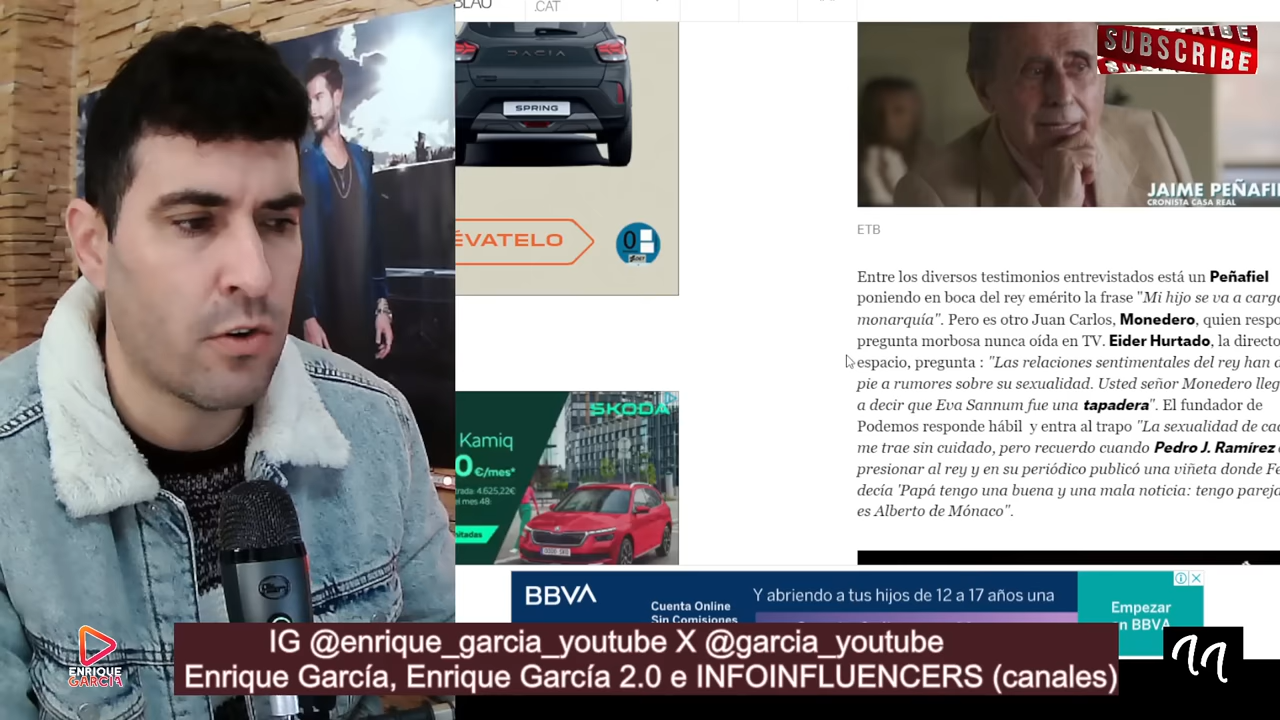 .CAT
SUBSCRIBE
DACIA
SPRING
ÉVATELO
JAIME PEÑAFI
CRONISTA CASA REAL
ETB
Entre los diversos testimonios entrevistados está un Peñafiel
poniendo en boca del rey emérito la frase "Mi hijo se va a carg
monarquía". Pero es otro Juan Carlos, Monedero, quien resp
pregunta morbosa nunca oída en TV. Eider Hurtado, la directo
espacio, pregunta : "Las relaciones sentimentales del rey han
pie a rumores sobre su sexualidad. Usted señor Monedero lleg
a decir que Eva Sannum fue una tapadera". El fundador de
Podemos responde hábil y entra al trapo "La sexualidad de ca
me trae sin cuidado, pero recuerdo cuando Pedro J. Ramírez
presionar al rey y en su periódico publicó una viñeta donde Fe
decía 'Papá tengo una buena y una mala noticia: tengo pareja
es Alberto de Mónaco".
SKODA
Kamiq
0 €/mes*
BBVA
Cuenta Online
Sin Comisiones
Y abriendo a tus hijos de 12 a 17 años una
Empezar
en BBVA
IG @enrique_garcia_youtube X @garcia_youtube
Enrique García, Enrique García 2.0 e INFOINFLUENCERS (canales)
ENRIQUE
GARCÍA